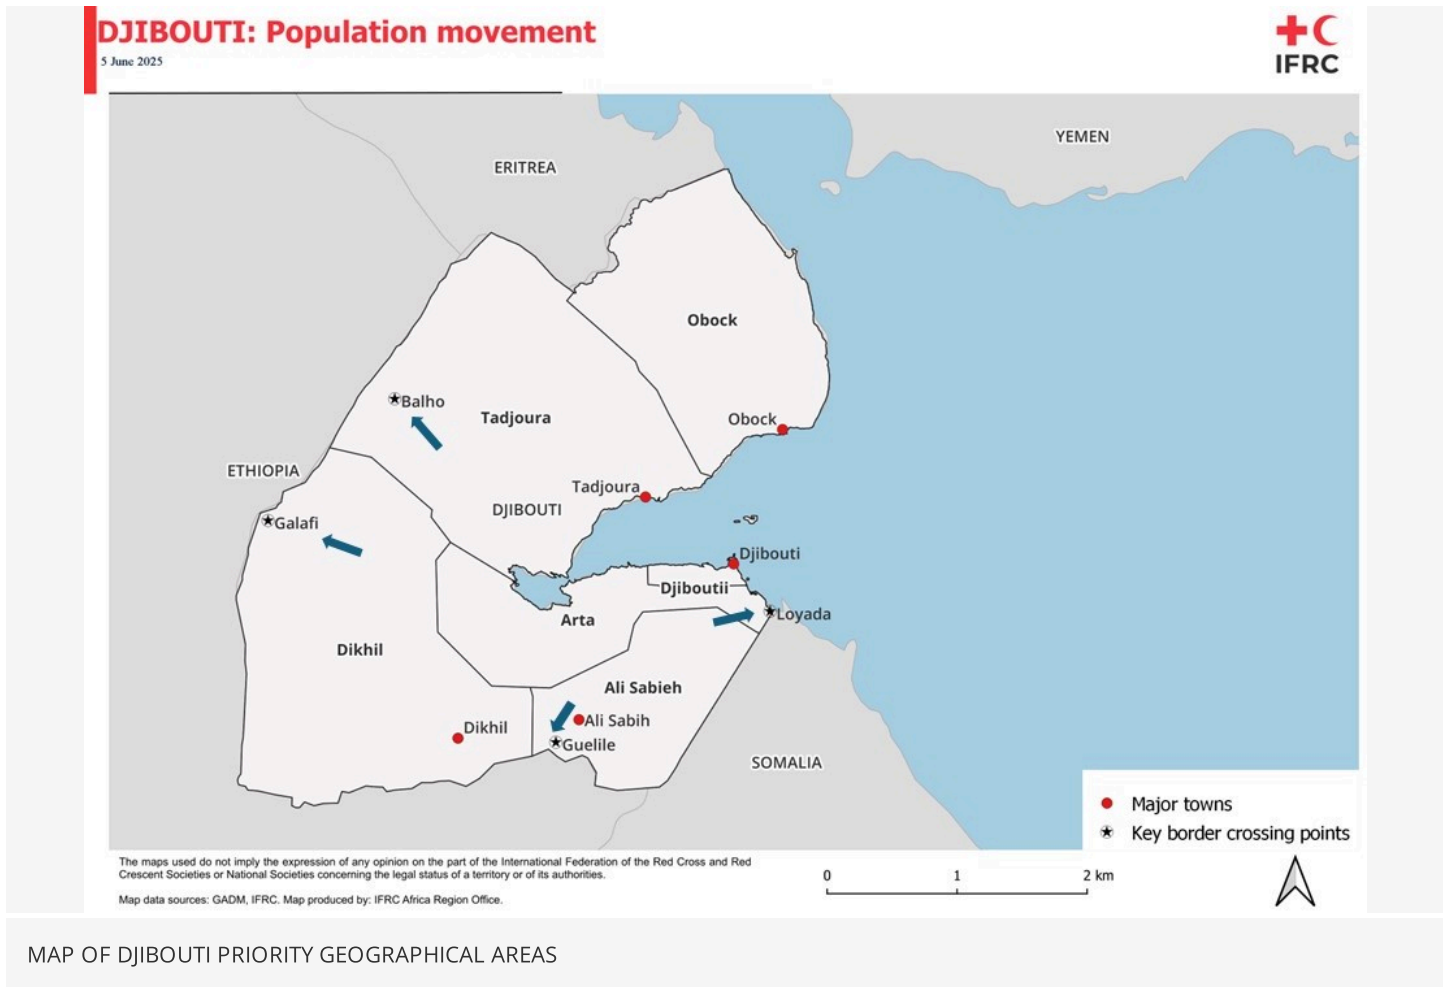 DJIBOUTI: Population movement
5 June 2025
IFRC
YEMEN
ERITREA
Obock
Balho
Tadjoura
Obock
ETHIOPIA
Tadjoura
DJIBOUTI
Galafi
Djibouti
Djiboutii
Loyada
Arta
Dikhil
Ali Sabieh
Ali Sabih
Dikhil
Guelile
SOMALIA
Major towns
Key border crossing points
The maps used do not imply the expression of any opinion on the part of the International Federation of the Red Cross and Red
Crescent Societies or National Societies concerning the legal status of a territory or of its authorities.
0 1 2 km
Map data sources: GADM, IFRC. Map produced by: IFRC Africa Region Office.
MAP OF DJIBOUTI PRIORITY GEOGRAPHICAL AREAS